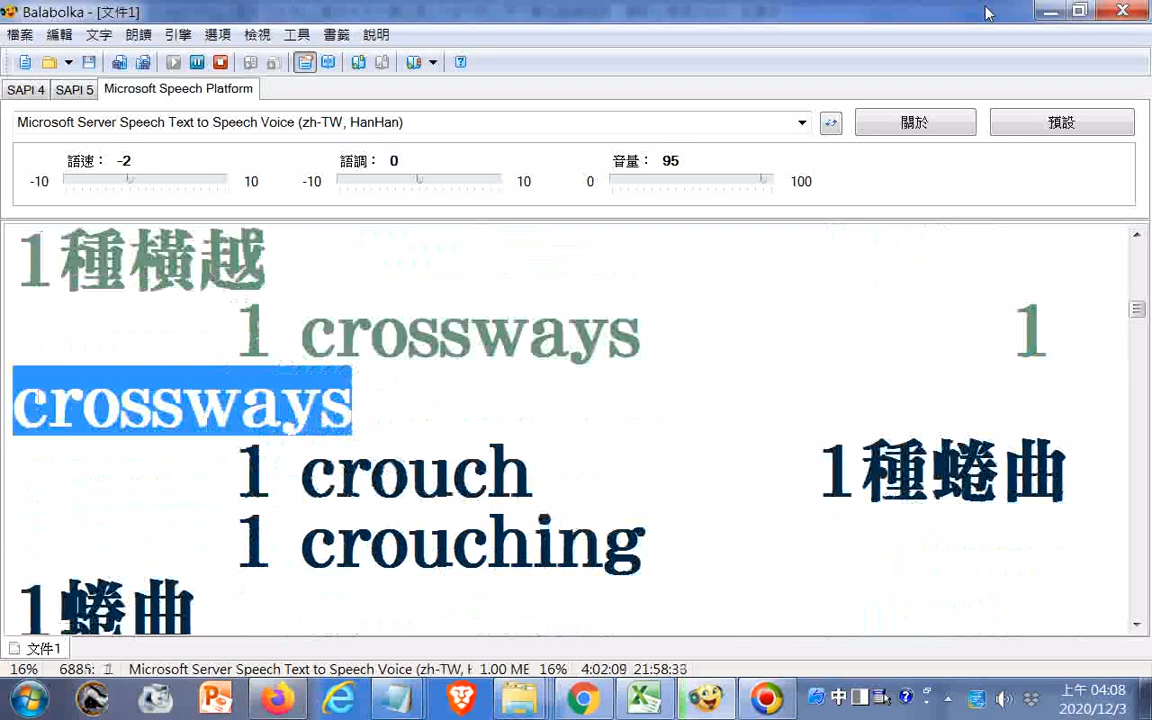 Balabolka - [文件1]
檔案 編輯 文字 朗讀 引擎 選項 檢視 工具 書籤 說明
SAPI 4 SAPI 5 Microsoft Speech Platform
Microsoft Server Speech Text to Speech Voice (zh-TW, HanHan) 關於 預設
語速： -2 語調： 0 音量： 95
-10 10 -10 10 0 100
1種橫越
1 crossways 1
crossways
1 crouch 1種蜷曲
1 crouching
1蜷曲
文件1
16% 6885: 1 Microsoft Server Speech Text to Speech Voice (zh-TW, 1.00 ME 16% 4:02:09 21:58:33
中 上午 04:08
2020/12/3